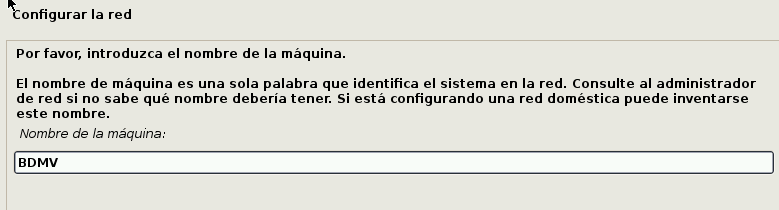 Configurar la red
Por favor, introduzca el nombre de la máquina.
El nombre de máquina es una sola palabra que identifica el sistema en la red. Consulte al administrador
de red si no sabe qué nombre debería tener. Si está configurando una red doméstica puede inventarse
este nombre.
Nombre de la máquina:
BDMV